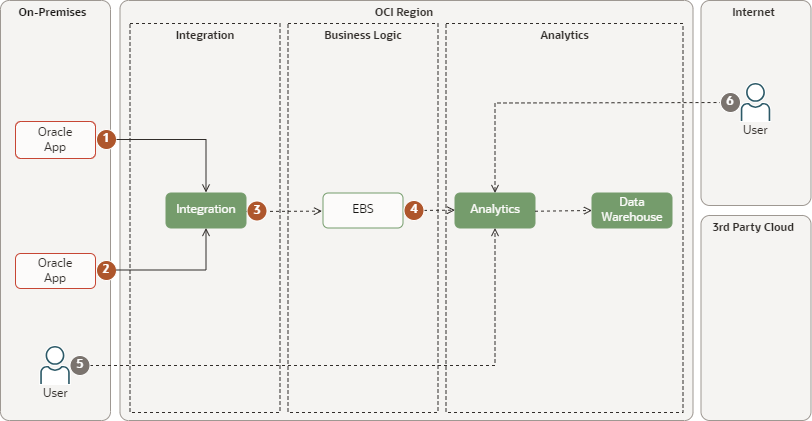 On-Premises
OCI Region
Internet
Integration
Business Logic
Analytics
6
User
Oracle
App
1
Integration
3
EBS
4
Analytics
Data
Warehouse
3rd Party Cloud
Oracle
App
2
5
User